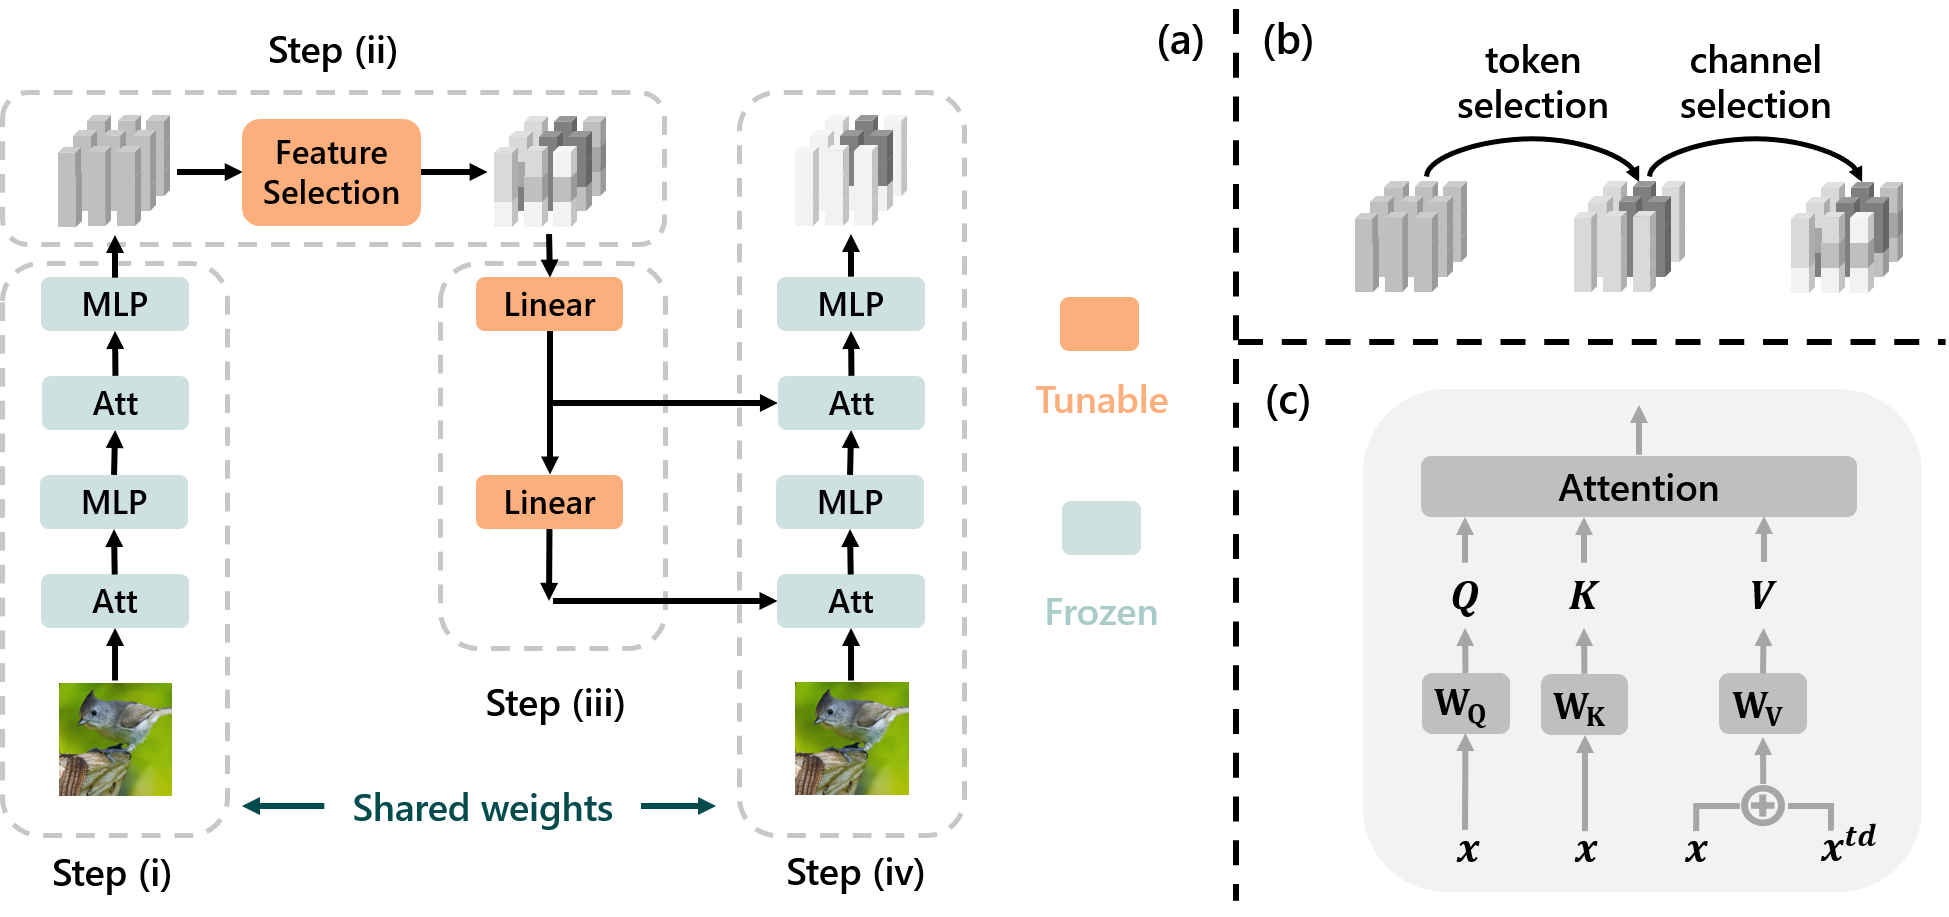 (a)
Step (ii)
Feature
Selection
MLP
Att
MLP
Att
Step (i)
Linear
Linear
Step (iii)
Shared weights
MLP
Att
MLP
Att
Step (iv)
Tunable
Frozen
(b)
token
selection
channel
selection
(c)
Attention
Q K V
W_Q W_K W_V
x x x x^{td}